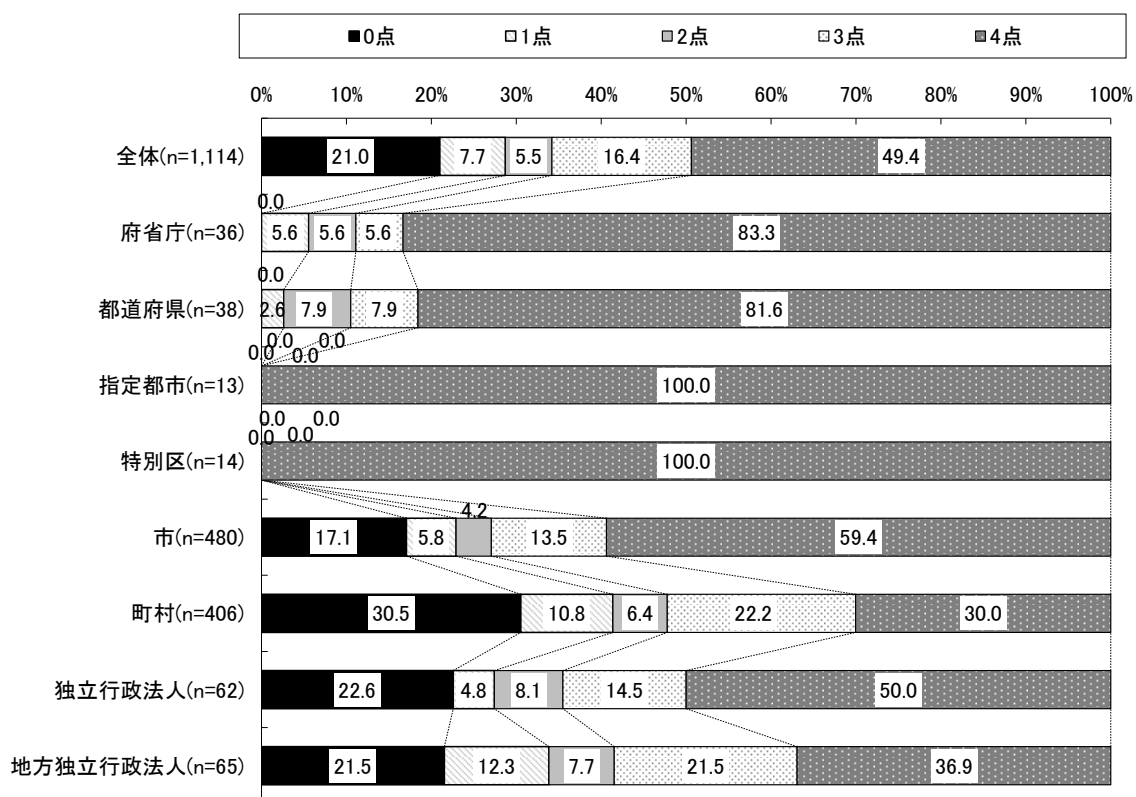 ■0点 □1点 ■2点 □3点 ■4点
0% 10% 20% 30% 40% 50% 60% 70% 80% 90% 100%
全体(n=1,114) 21.0 7.7 5.5 16.4 49.4
0.0
府省庁(n=36) 5.6 5.6 5.6 83.3
0.0
都道府県(n=38) 2.6 7.9 7.9 81.6
0.0 0.0 0.0 0.0
指定都市(n=13) 100.0
0.0 0.0 0.0 0.0
特別区(n=14) 100.0
4.2
市(n=480) 17.1 5.8 13.5 59.4
町村(n=406) 30.5 10.8 6.4 22.2 30.0
独立行政法人(n=62) 22.6 4.8 8.1 14.5 50.0
地方独立行政法人(n=65) 21.5 12.3 7.7 21.5 36.9